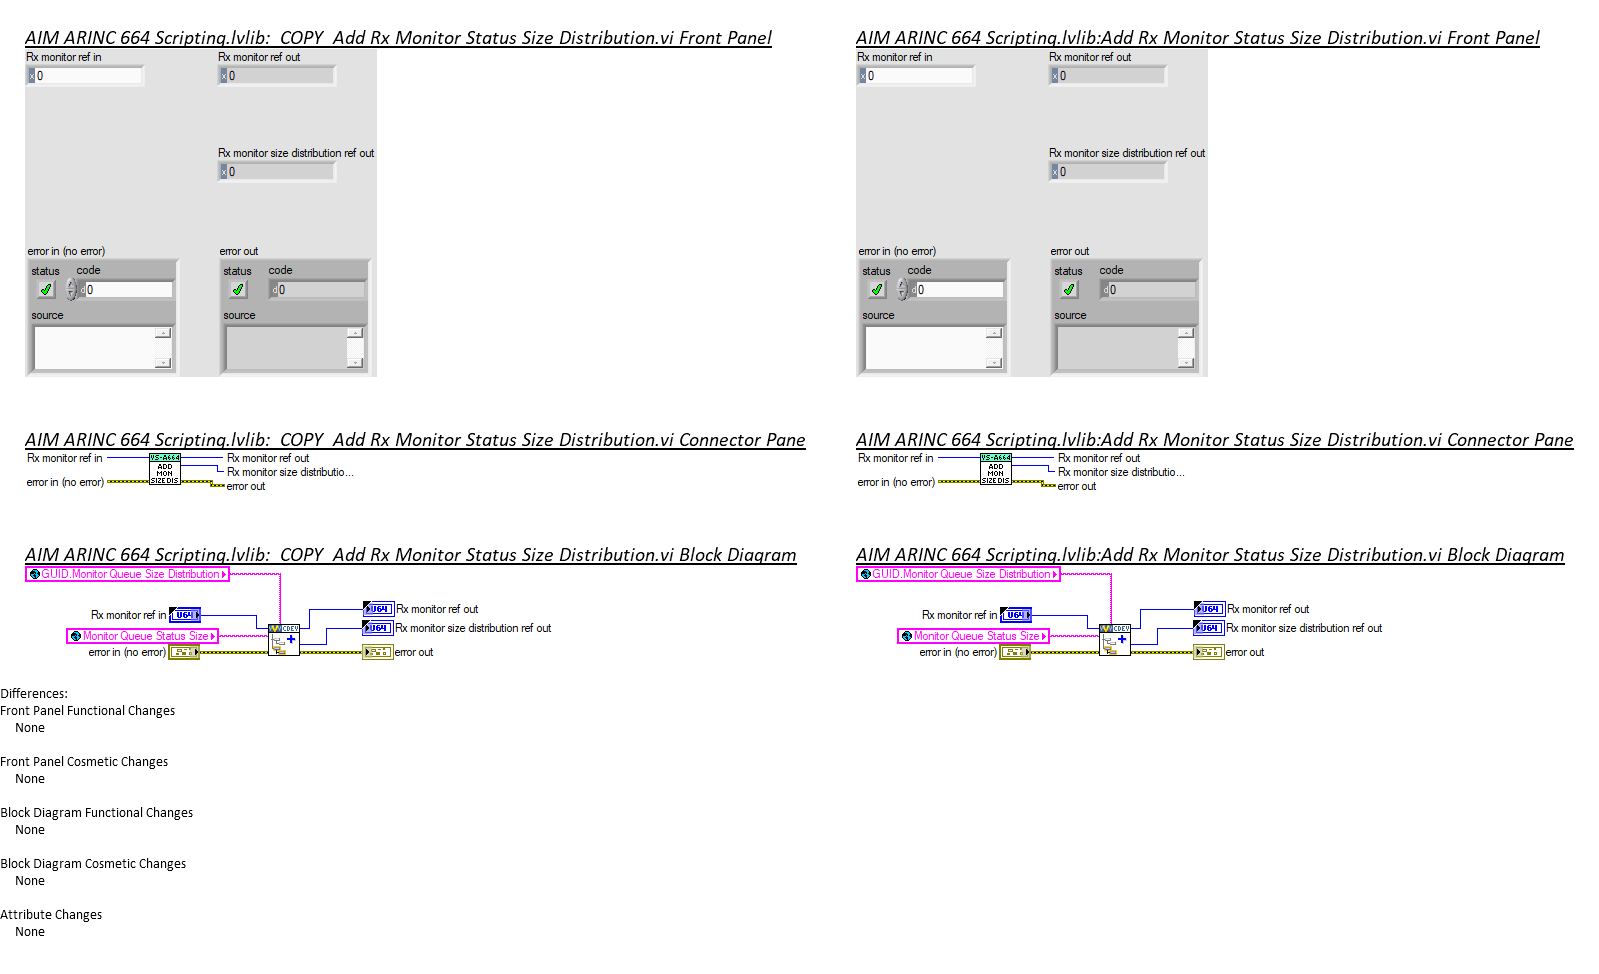 AIM ARINC 664 Scripting.lvlib:  COPY  Add Rx Monitor Status Size Distribution.vi Front Panel
Rx monitor ref in
x 0
Rx monitor ref out
x 0
Rx monitor size distribution ref out
x 0
error in (no error)
status
code
d 0
source
error out
status
code
d 0
source
AIM ARINC 664 Scripting.lvlib:Add Rx Monitor Status Size Distribution.vi Front Panel
Rx monitor ref in
x 0
Rx monitor ref out
x 0
Rx monitor size distribution ref out
x 0
error in (no error)
status
code
d 0
source
error out
status
code
d 0
source
AIM ARINC 664 Scripting.lvlib:  COPY  Add Rx Monitor Status Size Distribution.vi Connector Pane
Rx monitor ref in
VS-A664
ADD
MON
SIZEDIS
Rx monitor ref out
Rx monitor size distributio...
error in (no error)
error out
AIM ARINC 664 Scripting.lvlib:Add Rx Monitor Status Size Distribution.vi Connector Pane
Rx monitor ref in
VS-A664
ADD
MON
SIZEDIS
Rx monitor ref out
Rx monitor size distributio...
error in (no error)
error out
AIM ARINC 664 Scripting.lvlib:  COPY  Add Rx Monitor Status Size Distribution.vi Block Diagram
GUID.Monitor Queue Size Distribution
Rx monitor ref in
U64
Monitor Queue Status Size
error in (no error)
CDEV
U64
Rx monitor ref out
U64
Rx monitor size distribution ref out
error out
AIM ARINC 664 Scripting.lvlib:Add Rx Monitor Status Size Distribution.vi Block Diagram
GUID.Monitor Queue Size Distribution
Rx monitor ref in
U64
Monitor Queue Status Size
error in (no error)
CDEV
U64
Rx monitor ref out
U64
Rx monitor size distribution ref out
error out
Differences:
Front Panel Functional Changes
None
Front Panel Cosmetic Changes
None
Block Diagram Functional Changes
None
Block Diagram Cosmetic Changes
None
Attribute Changes
None